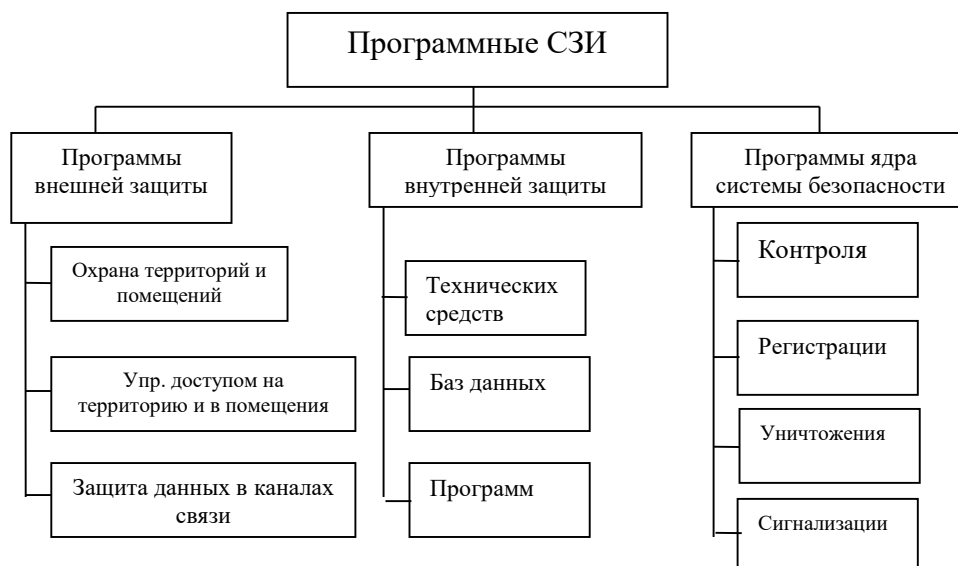 Программные СЗИ
Программы
внешней защиты
Программы
внутренней защиты
Программы ядра
системы безопасности
Охрана территорий и
помещений
Упр. доступом на
территорию и в помещения
Защита данных в каналах
связи
Технических
средств
Баз данных
Программ
Контроля
Регистрации
Уничтожения
Сигнализации